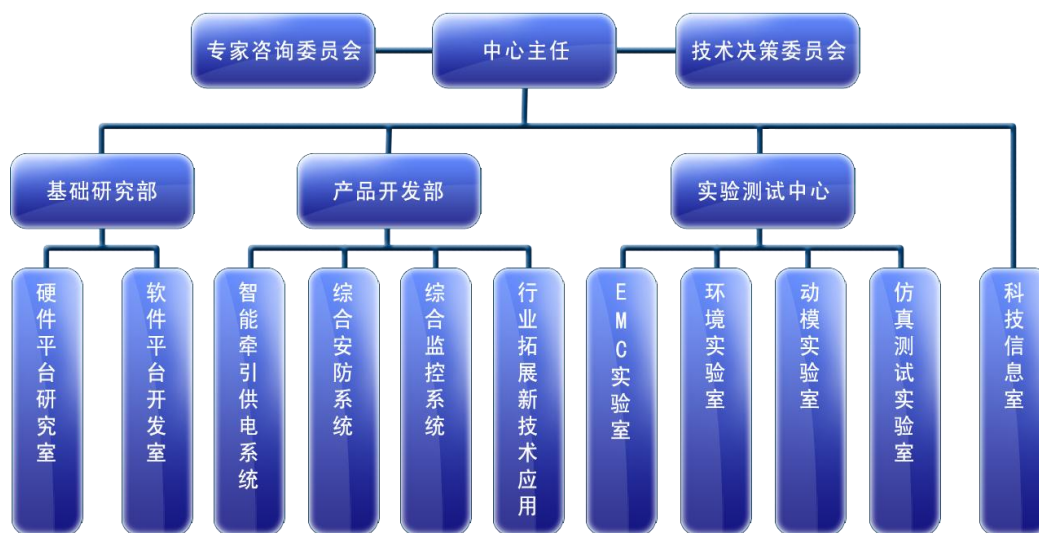 专家咨询委员会
中心主任
技术决策委员会
基础研究部
产品开发部
实验测试中心
硬件平台研究室
软件平台开发室
智能牵引供电系统
综合安防系统
综合监控系统
行业拓展新技术应用
EMC实验室
环境实验室
动模实验室
仿真测试实验室
科技信息室